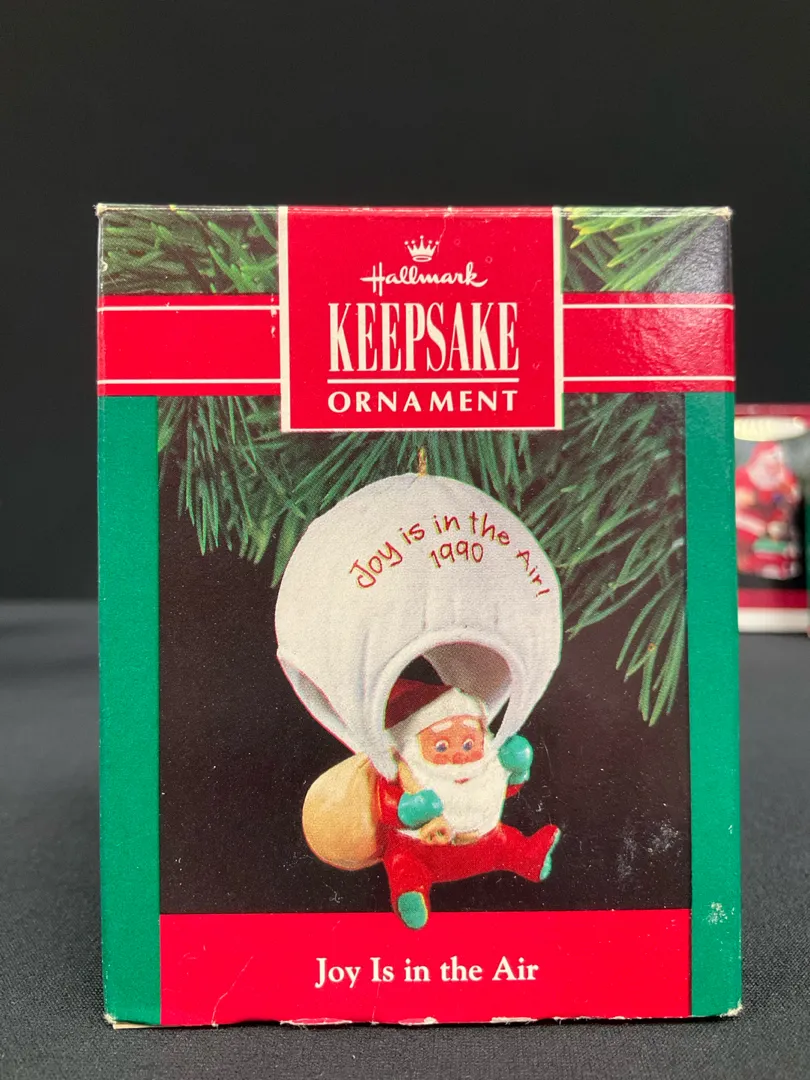 Hallmark
KEEPSAKE
ORNAMENT
Joy is in the Air!
1990
Joy Is in the Air